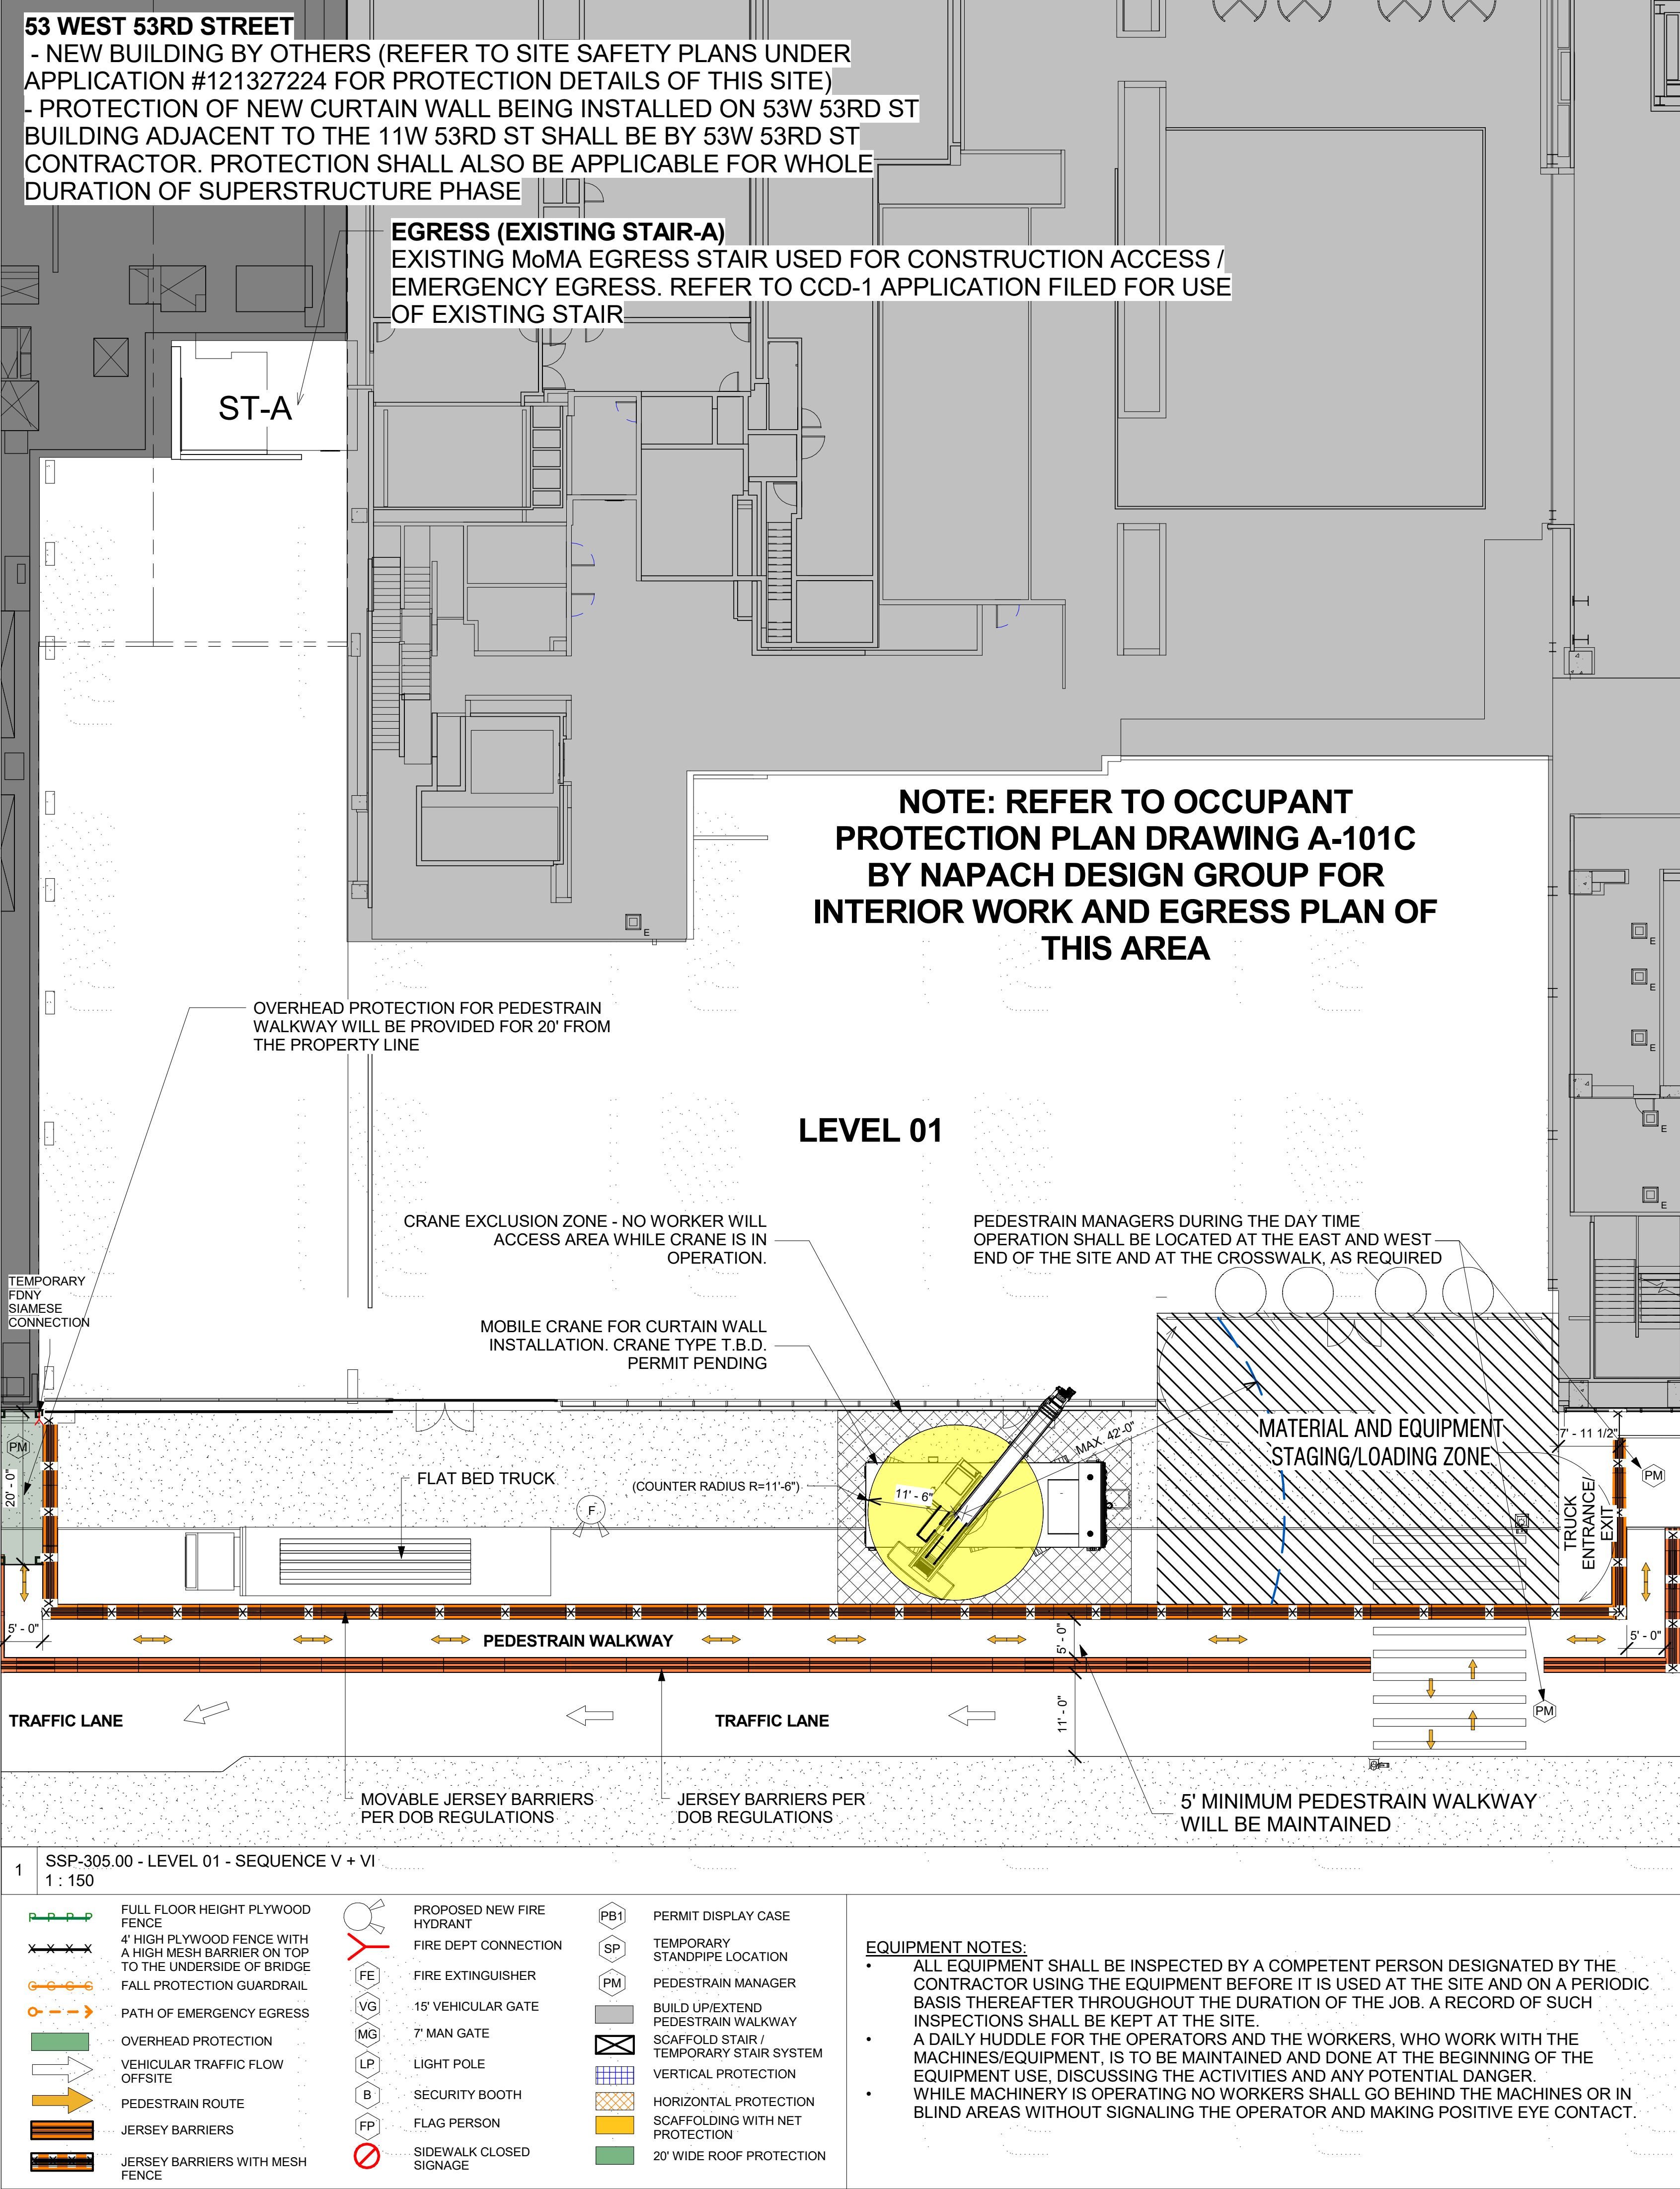 53 WEST 53RD STREET
- NEW BUILDING BY OTHERS (REFER TO SITE SAFETY PLANS UNDER
APPLICATION #121327224 FOR PROTECTION DETAILS OF THIS SITE)
- PROTECTION OF NEW CURTAIN WALL BEING INSTALLED ON 53W 53RD ST
BUILDING ADJACENT TO THE 11W 53RD ST SHALL BE BY 53W 53RD ST
CONTRACTOR. PROTECTION SHALL ALSO BE APPLICABLE FOR WHOLE
DURATION OF SUPERSTRUCTURE PHASE
EGRESS (EXISTING STAIR-A)
EXISTING MoMA EGRESS STAIR USED FOR CONSTRUCTION ACCESS /
EMERGENCY EGRESS. REFER TO CCD-1 APPLICATION FILED FOR USE
OF EXISTING STAIR
ST-A
NOTE: REFER TO OCCUPANT
PROTECTION PLAN DRAWING A-101C
BY NAPACH DESIGN GROUP FOR
INTERIOR WORK AND EGRESS PLAN OF
THIS AREA
E
E
E
E
E
E
OVERHEAD PROTECTION FOR PEDESTRAIN
WALKWAY WILL BE PROVIDED FOR 20' FROM
THE PROPERTY LINE
LEVEL 01
CRANE EXCLUSION ZONE - NO WORKER WILL
ACCESS AREA WHILE CRANE IS IN
OPERATION.
PEDESTRAIN MANAGERS DURING THE DAY TIME
OPERATION SHALL BE LOCATED AT THE EAST AND WEST
END OF THE SITE AND AT THE CROSSWALK, AS REQUIRED
TEMPORARY
FDNY
SIAMESE
CONNECTION
MOBILE CRANE FOR CURTAIN WALL
INSTALLATION. CRANE TYPE T.B.D.
PERMIT PENDING
MATERIAL AND EQUIPMENT
STAGING/LOADING ZONE
MAX. 42'-0"
7' - 11 1/2"
PM
PM
20' - 0"
FLAT BED TRUCK
(COUNTER RADIUS R=11'-6")
11' - 6"
F
TRUCK
ENTRANCE/
EXIT
5' - 0"
PEDESTRAIN WALKWAY
5' - 0"
5' - 0"
TRAFFIC LANE
TRAFFIC LANE
11' - 0"
PM
MOVABLE JERSEY BARRIERS
PER DOB REGULATIONS
JERSEY BARRIERS PER
DOB REGULATIONS
5' MINIMUM PEDESTRAIN WALKWAY
WILL BE MAINTAINED
1
SSP-305.00 - LEVEL 01 - SEQUENCE V + VI
1 : 150
P P P P
FULL FLOOR HEIGHT PLYWOOD
FENCE
X X X X
4' HIGH PLYWOOD FENCE WITH
A HIGH MESH BARRIER ON TOP
TO THE UNDERSIDE OF BRIDGE
G G G G
FALL PROTECTION GUARDRAIL
PATH OF EMERGENCY EGRESS
OVERHEAD PROTECTION
VEHICULAR TRAFFIC FLOW
OFFSITE
PEDESTRIAN ROUTE
JERSEY BARRIERS
JERSEY BARRIERS WITH MESH
FENCE
PROPOSED NEW FIRE
HYDRANT
FIRE DEPT CONNECTION
FE
FIRE EXTINGUISHER
VG
15' VEHICULAR GATE
MG
7' MAN GATE
LP
LIGHT POLE
B
SECURITY BOOTH
FP
FLAG PERSON
SIDEWALK CLOSED
SIGNAGE
PB1
PERMIT DISPLAY CASE
SP
TEMPORARY
STANDPIPE LOCATION
PM
PEDESTRIAN MANAGER
BUILD UP/EXTEND
PEDESTRIAN WALKWAY
SCAFFOLD STAIR /
TEMPORARY STAIR SYSTEM
VERTICAL PROTECTION
HORIZONTAL PROTECTION
SCAFFOLDING WITH NET
PROTECTION
20' WIDE ROOF PROTECTION
EQUIPMENT NOTES:
• ALL EQUIPMENT SHALL BE INSPECTED BY A COMPETENT PERSON DESIGNATED BY THE
CONTRACTOR USING THE EQUIPMENT BEFORE IT IS USED AT THE SITE AND ON A PERIODIC
BASIS THEREAFTER THROUGHOUT THE DURATION OF THE JOB. A RECORD OF SUCH
INSPECTIONS SHALL BE KEPT AT THE SITE.
• A DAILY HUDDLE FOR THE OPERATORS AND THE WORKERS, WHO WORK WITH THE
MACHINES/EQUIPMENT, IS TO BE MAINTAINED AND DONE AT THE BEGINNING OF THE
EQUIPMENT USE, DISCUSSING THE ACTIVITIES AND ANY POTENTIAL DANGER.
• WHILE MACHINERY IS OPERATING NO WORKERS SHALL GO BEHIND THE MACHINES OR IN
BLIND AREAS WITHOUT SIGNALING THE OPERATOR AND MAKING POSITIVE EYE CONTACT.